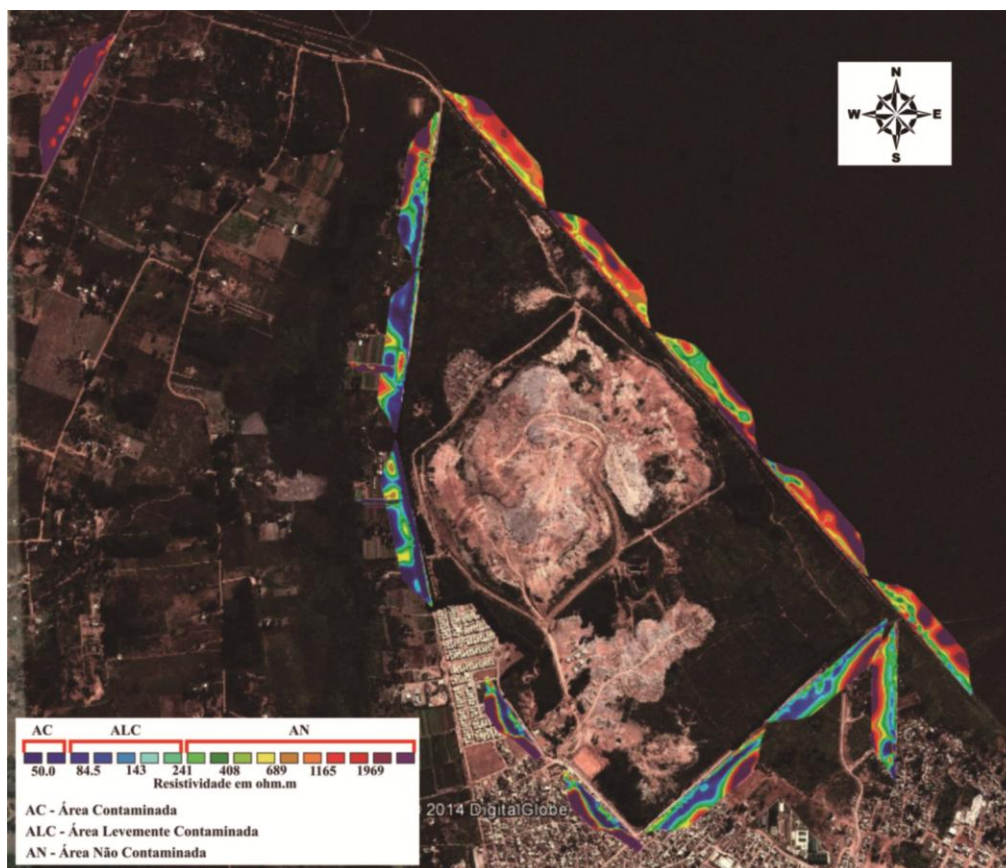 N
W E
S
AC ALC AN
50.0 84.5 143 241 408 689 1165 1969
Resistividade em ohm.m
AC - Área Contaminada
ALC - Área Levemente Contaminada
AN - Área Não Contaminada
2014 DigitalGlobe